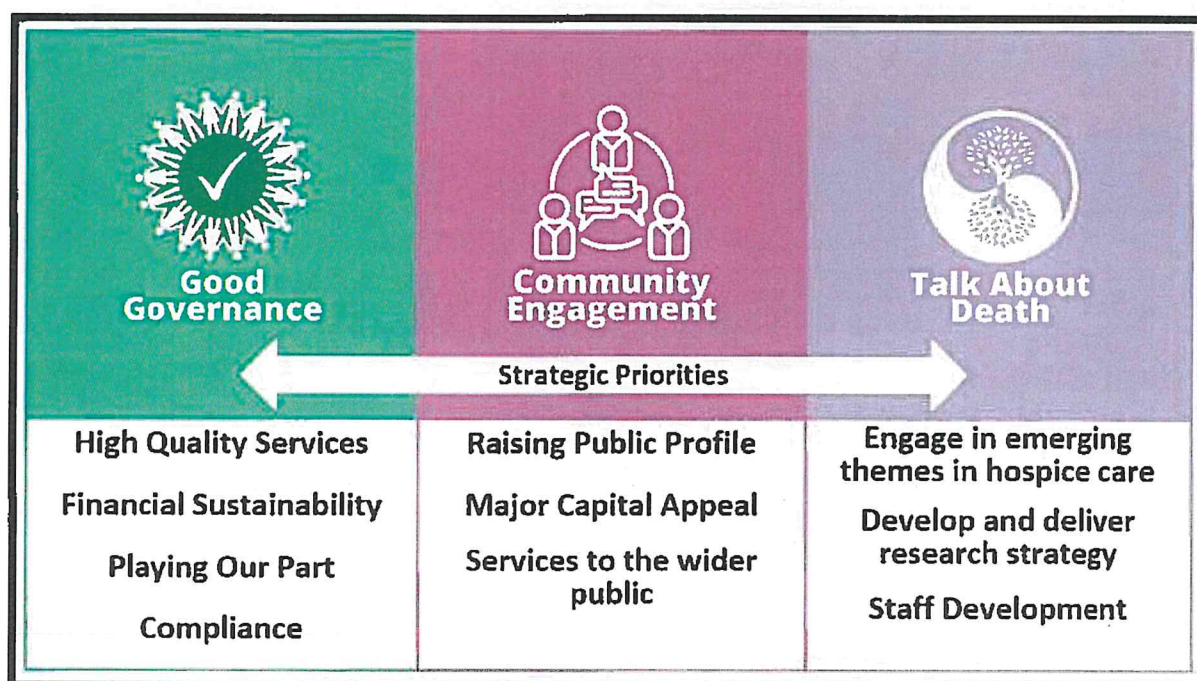 Good
Governance
Community
Engagement
Talk About
Death
Strategic Priorities
High Quality Services
Financial Sustainability
Playing Our Part
Compliance
Raising Public Profile
Major Capital Appeal
Services to the wider
public
Engage in emerging
themes in hospice care
Develop and deliver
research strategy
Staff Development